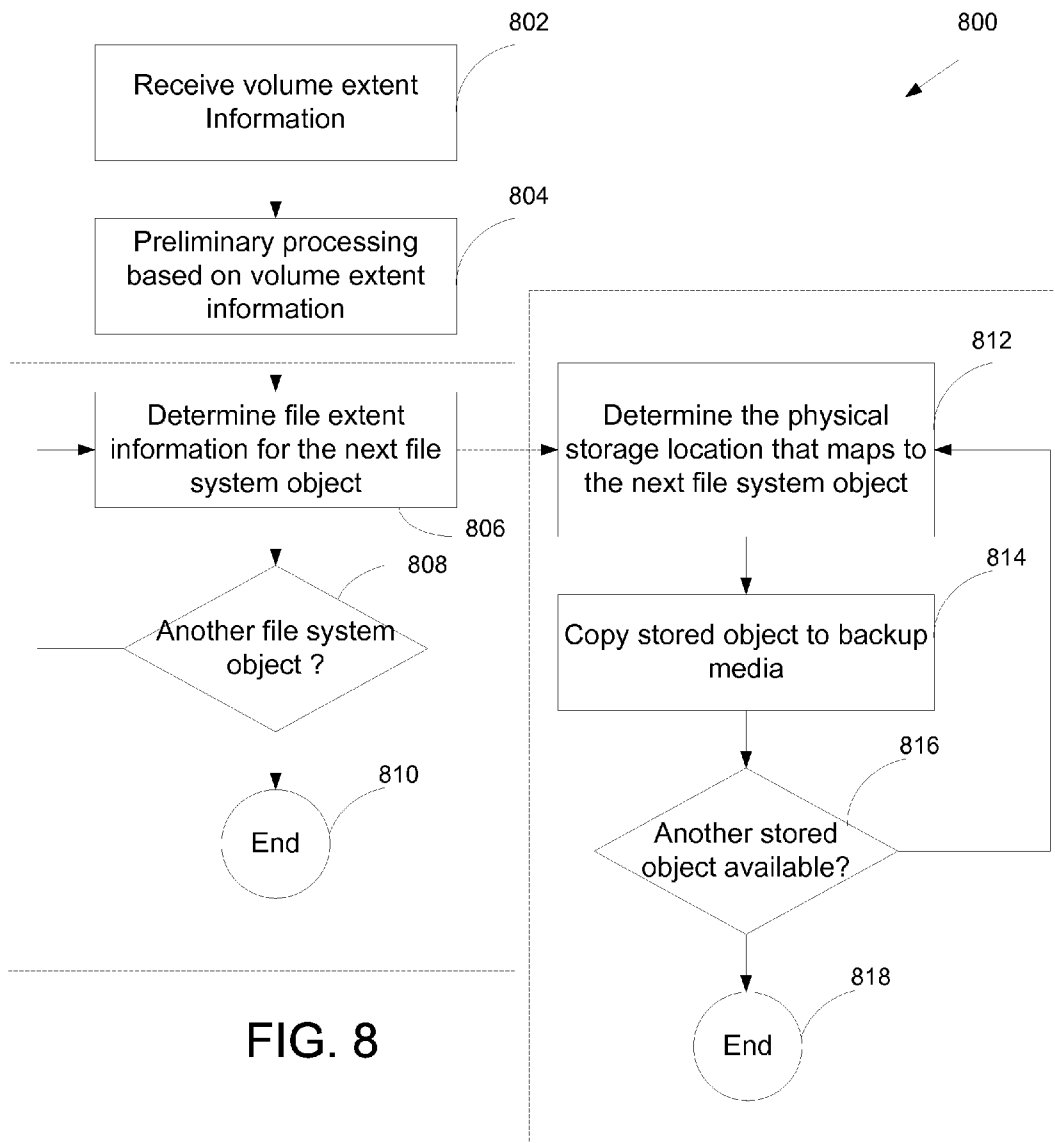 802
800
Receive volume extent
Information
804
Preliminary processing
based on volume extent
information
Determine file extent
information for the next file
system object
806
808
Another file system
object ?
810
End
812
Determine the physical
storage location that maps to
the next file system object
814
Copy stored object to backup
media
816
Another stored
object available?
818
End
FIG. 8